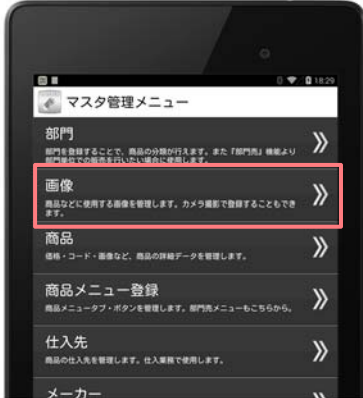 18:29
マスタ管理メニュー
部門
部門を登録することで、商品の分類が行えます。また「部門売」機能より
部門単位での販売を行いたい場合に使用します。
画像
商品などに使用する画像を管理します。カメラ撮影で登録することもでき
ます。
商品
価格・コード・画像など、商品の詳細データを管理します。
商品メニュー登録
商品メニュータブ・ボタンを管理します。部門売メニューもこちらから。
仕入先
商品の仕入先を管理します。仕入業務で使用します。
メーカー